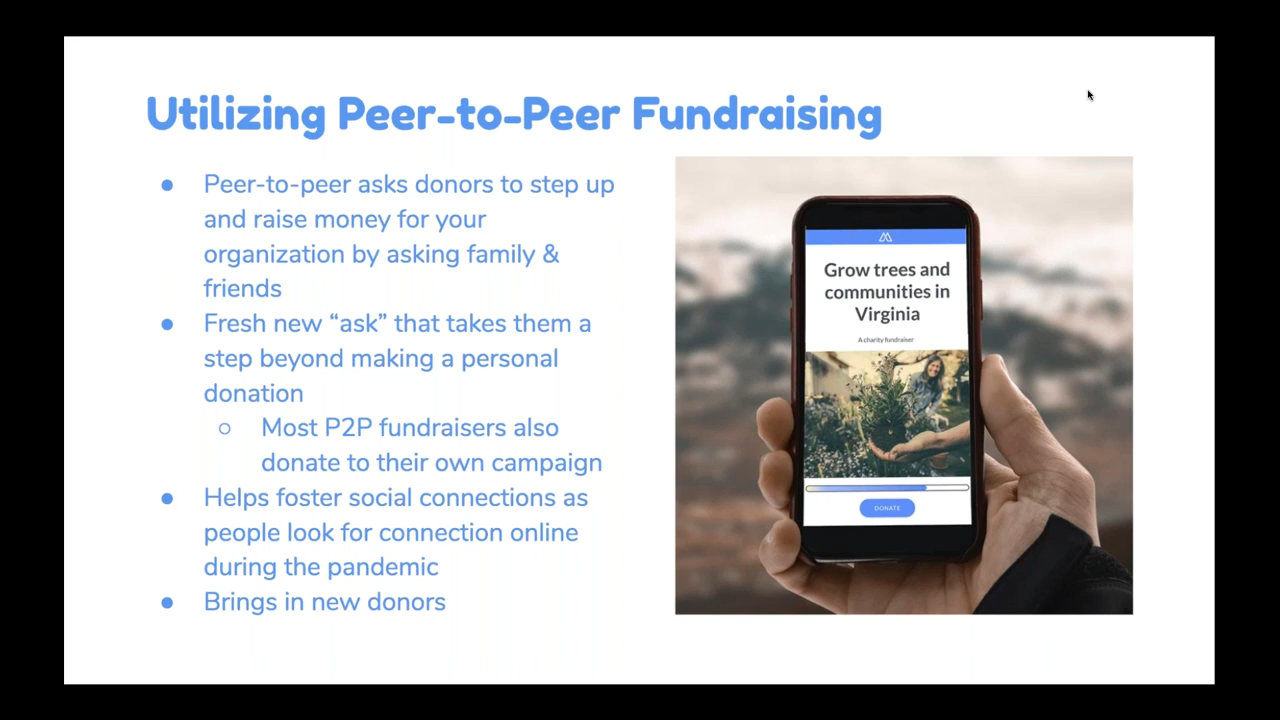 Utilizing Peer-to-Peer Fundraising
● Peer-to-peer asks donors to step up
and raise money for your
organization by asking family &
friends
● Fresh new “ask” that takes them a
step beyond making a personal
donation
○ Most P2P fundraisers also
donate to their own campaign
● Helps foster social connections as
people look for connection online
during the pandemic
● Brings in new donors
Grow trees and
communities in
Virginia
A charity fundraiser
DONATE